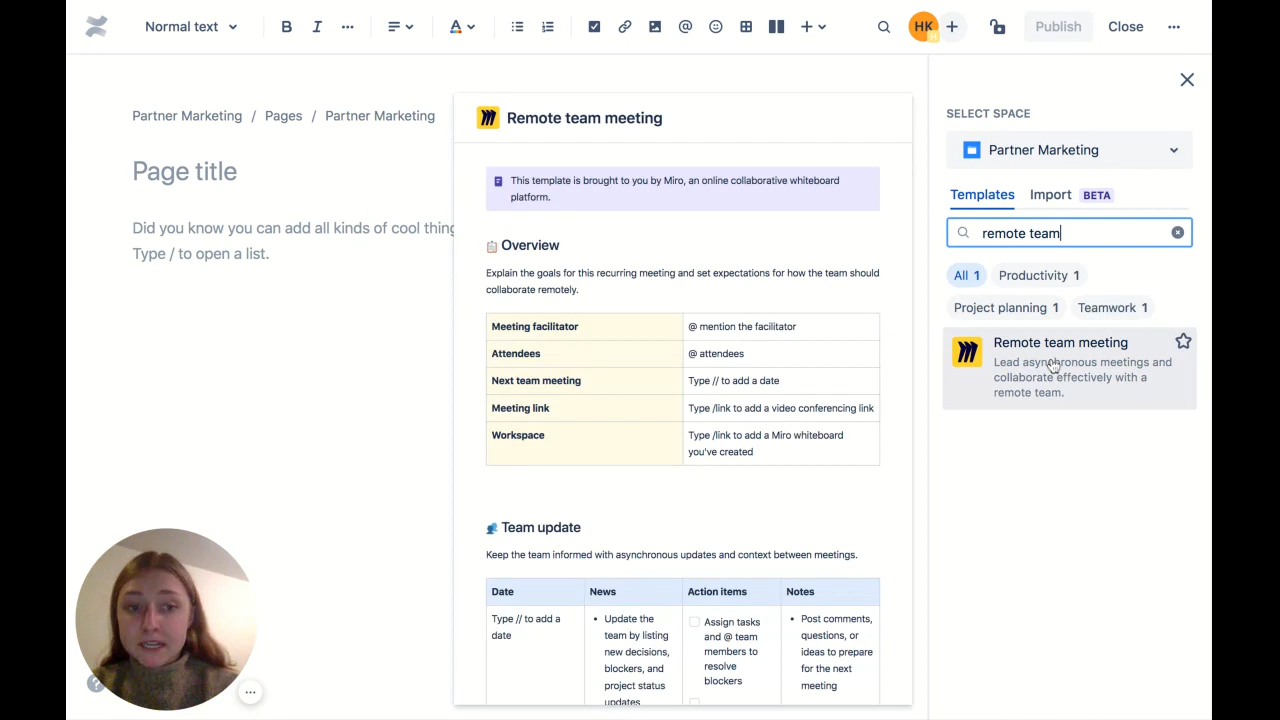 Normal text
B I
A
@
HK
Publish
Close
Partner Marketing / Pages / Partner Marketing
Page title
Did you know you can add all kinds of cool thing
Type / to open a list.
Remote team meeting
This template is brought to you by Miro, an online collaborative whiteboard
platform.
Overview
Explain the goals for this recurring meeting and set expectations for how the team should
collaborate remotely.
Meeting facilitator @ mention the facilitator
Attendees @ attendees
Next team meeting Type // to add a date
Meeting link Type /link to add a video conferencing link
Workspace Type /link to add a Miro whiteboard
you've created
Team update
Keep the team informed with asynchronous updates and context between meetings.
Date News Action items Notes
Type // to add a
date
• Update the
team by listing
new decisions,
blockers, and
project status
updates
Assign tasks
and @ team
members to
resolve
blockers
• Post comments,
questions, or
ideas to prepare
for the next
meeting
SELECT SPACE
Partner Marketing
Templates Import BETA
remote team
All 1 Productivity 1
Project planning 1 Teamwork 1
Remote team meeting
Lead asynchronous meetings and
collaborate effectively with a
remote team.